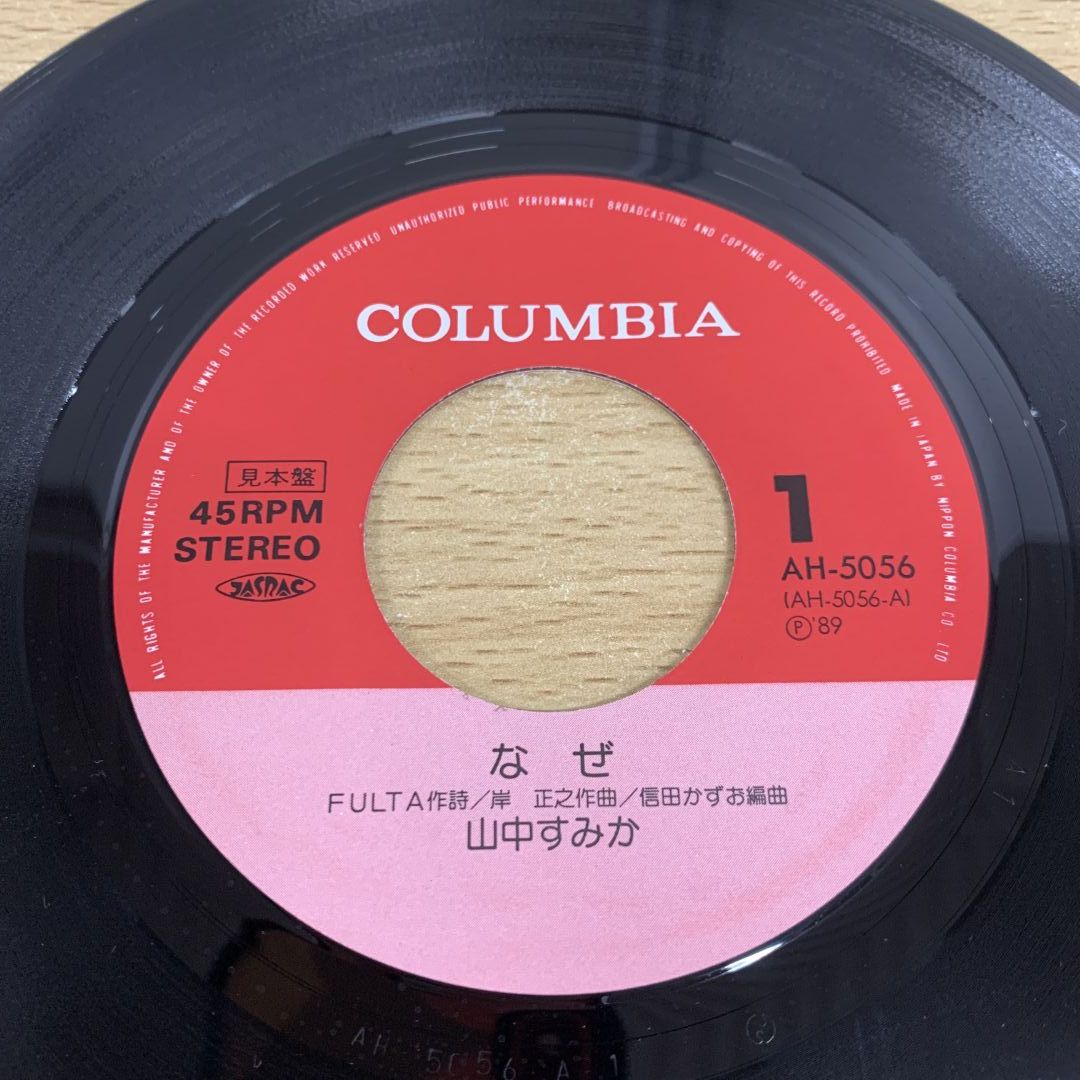 ALL RIGHTS OF THE MANUFACTURER AND OF THE OWNER OF THE RECORDED WORK RESERVED UNAUTHORIZED PUBLIC PERFORMANCE BROADCASTING AND COPYING OF THIS RECORD PROHIBITED MADE IN JAPAN BY NIPPON COLUMBIA CO. LTD
COLUMBIA
見本盤
45RPM
STEREO
JASRAC
1
AH-5056
(AH-5056-A)
Ⓟ'89
なぜ
FULTA作詩/岸 正之作曲/信田かずお編曲
山中すみか
AH 5056 A 1